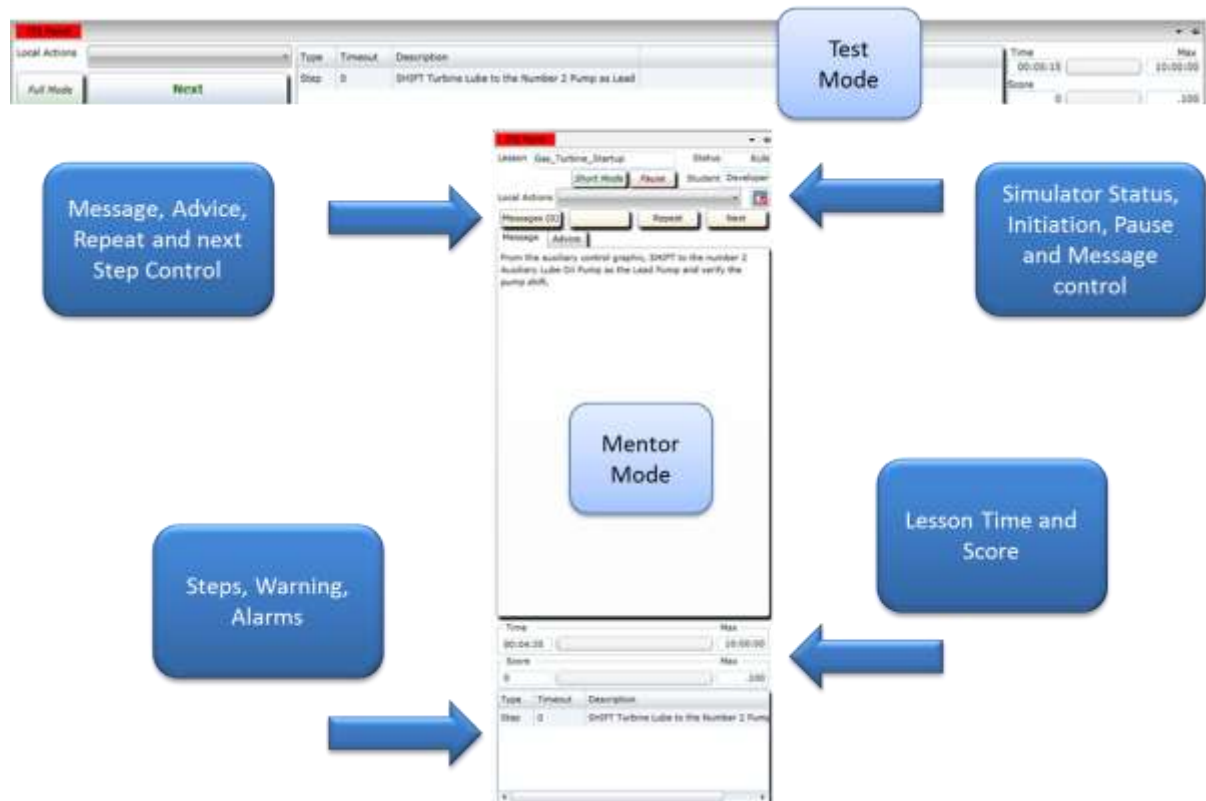 Local Actions
Type Timeout Description
Time Max
Full Mode Next
Step 0 SHIFT Turbine Lube to the Number 2 Pump as Lead
00:00:15 10:00:00
Score
0 .100
Test
Mode
Lesson Gas_Turbine_Startup Status
Short Mode Pause Student Developer
Local Actions
Messages (0) Repeat Next
Message Advice
From the auxiliary control graphic, SHIFT to the number 2
Auxiliary Lube Oil Pump as the Lead Pump and verify the
pump shift.
Message, Advice,
Repeat and next
Step Control
Simulator Status,
Initiation, Pause
and Message
control
Mentor
Mode
Lesson Time and
Score
Steps, Warning,
Alarms
Time Max
10:00:00
Score Max
0 .100
Type Timeout Description
Step 0 SHIFT Turbine Lube to the Number 2 Pump